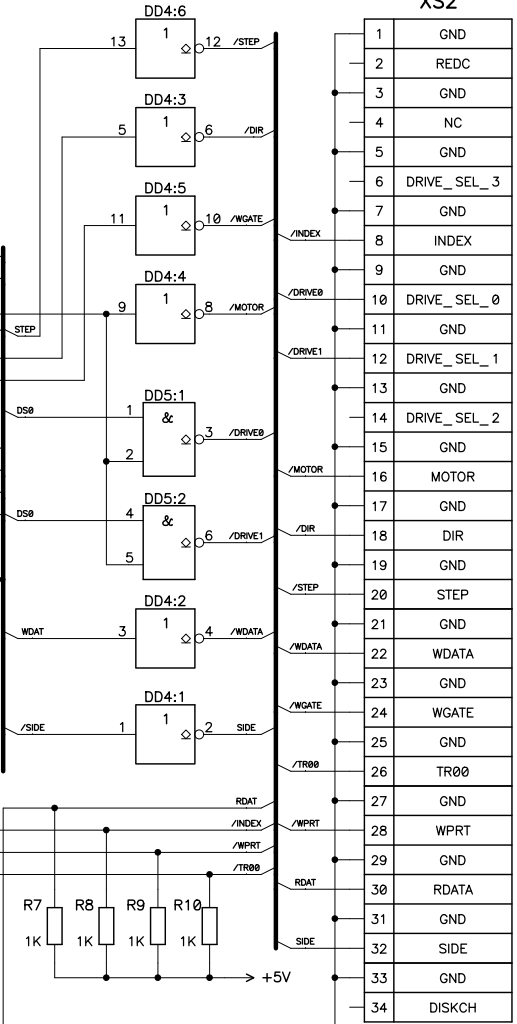 XS2
DD4:6
13 1 12 /STEP
DD4:3
5 1 6 /DIR
DD4:5
11 1 10 /WGATE
DD4:4
9 1 8 /MOTOR
STEP
DD5:1
DS0 1 & 3 /DRIVE0
2
DD5:2
DS0 4 & 6 /DRIVE1
5
DD4:2
WDAT 3 1 4 /WDATA
DD4:1
/SIDE 1 1 2 SIDE
RDAT
/INDEX
/WPRT
/TR00
R7 R8 R9 R10
1K 1K 1K 1K
+5V
/INDEX
/DRIVE0
/DRIVE1
/MOTOR
/DIR
/STEP
/WDATA
/WGATE
/TR00
/WPRT
RDAT
SIDE
1 GND
2 REDC
3 GND
4 NC
5 GND
6 DRIVE_SEL_3
7 GND
8 INDEX
9 GND
10 DRIVE_SEL_0
11 GND
12 DRIVE_SEL_1
13 GND
14 DRIVE_SEL_2
15 GND
16 MOTOR
17 GND
18 DIR
19 GND
20 STEP
21 GND
22 WDATA
23 GND
24 WGATE
25 GND
26 TR00
27 GND
28 WPRT
29 GND
30 RDATA
31 GND
32 SIDE
33 GND
34 DISKCH